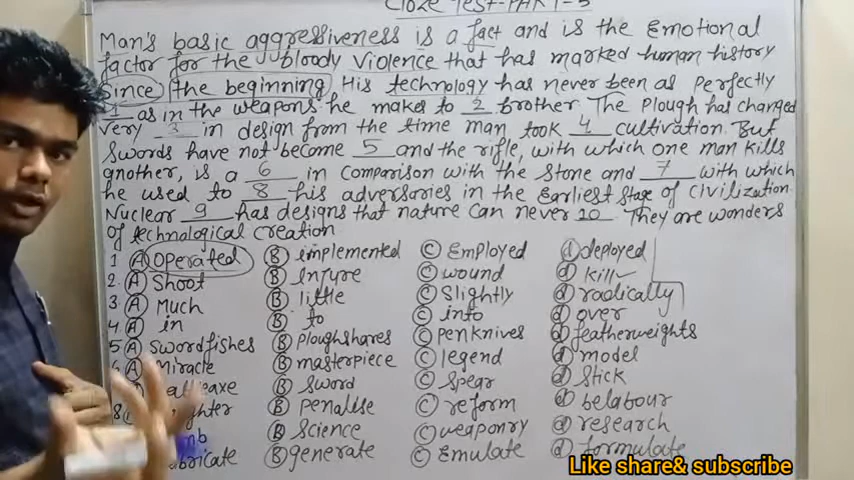 Cloze Test-PART-5
Man's basic aggressiveness is a fact and is the Emotional
factor for the bloody violence that has marked human history
Since the beginning His technology has never been as perfectly
1 as in the weapons he makes to 2 brother The Plough has changed
very 3 in design from the time man took 4 cultivation But
Swords have not become 5 and the rifle, with which one man kills
another, is a 6 in comparison with the stone and 7 with which
he used to 8 his adversaries in the Earliest stage of civilization
Nuclear 9 has designs that nature can never 10 They are wonders
of technological creation
1 A Operated B implemented C Employed d deployed
2. A Shoot B Injure C wound d kill
3 A Much B little C Slightly d radically
4 A in B to C into d over
5 A Swordfishes B Ploughshares C Penknives d featherweights
A Miracle B masterpiece C legend d model
B Sword C Spear d Stick
8 B Penalise C reform d belabour
B Science C weaponry d research
B generate C Emulate d formulate
Like share& subscribe